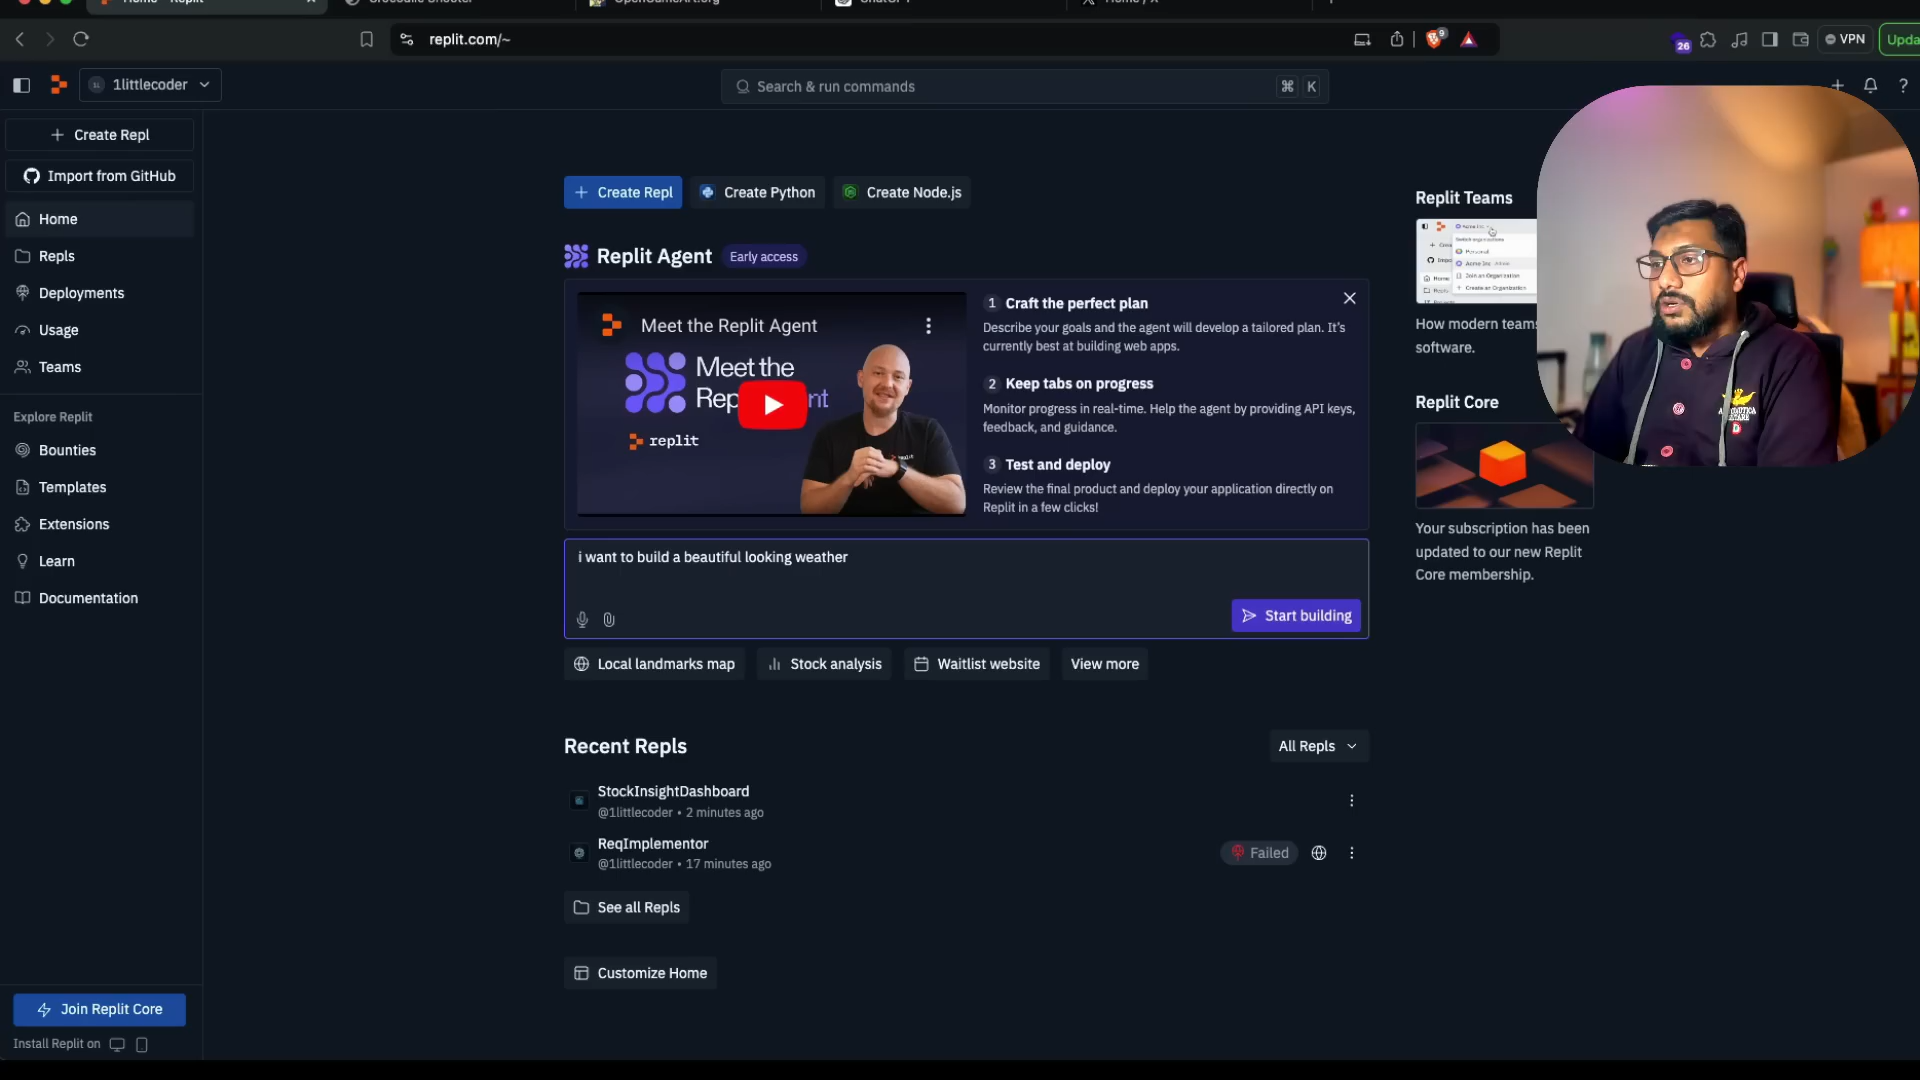 Home - Replit
ChatGPT
Home / X
replit.com/~
9
26
VPN
1littlecoder
Search & run commands
⌘ K
?
+ Create Repl
Import from GitHub
Home
Repls
Deployments
Usage
Teams
Explore Replit
Bounties
Templates
Extensions
Learn
Documentation
Join Replit Core
Install Replit on
+ Create Repl
Create Python
Create Node.js
Replit Agent
Early access
Meet the Replit Agent
Meet the
replit
1 Craft the perfect plan
Describe your goals and the agent will develop a tailored plan. It's
currently best at building web apps.
2 Keep tabs on progress
Monitor progress in real-time. Help the agent by providing API keys,
feedback, and guidance.
3 Test and deploy
Review the final product and deploy your application directly on
Replit in a few clicks!
i want to build a beautiful looking weather
Start building
Local landmarks map
Stock analysis
Waitlist website
View more
Recent Repls
All Repls
StockInsightDashboard
@1littlecoder • 2 minutes ago
ReqImplementor
@1littlecoder • 17 minutes ago
Failed
See all Repls
Customize Home
Replit Teams
How modern teams
software.
Replit Core
Your subscription has been
updated to our new Replit
Core membership.